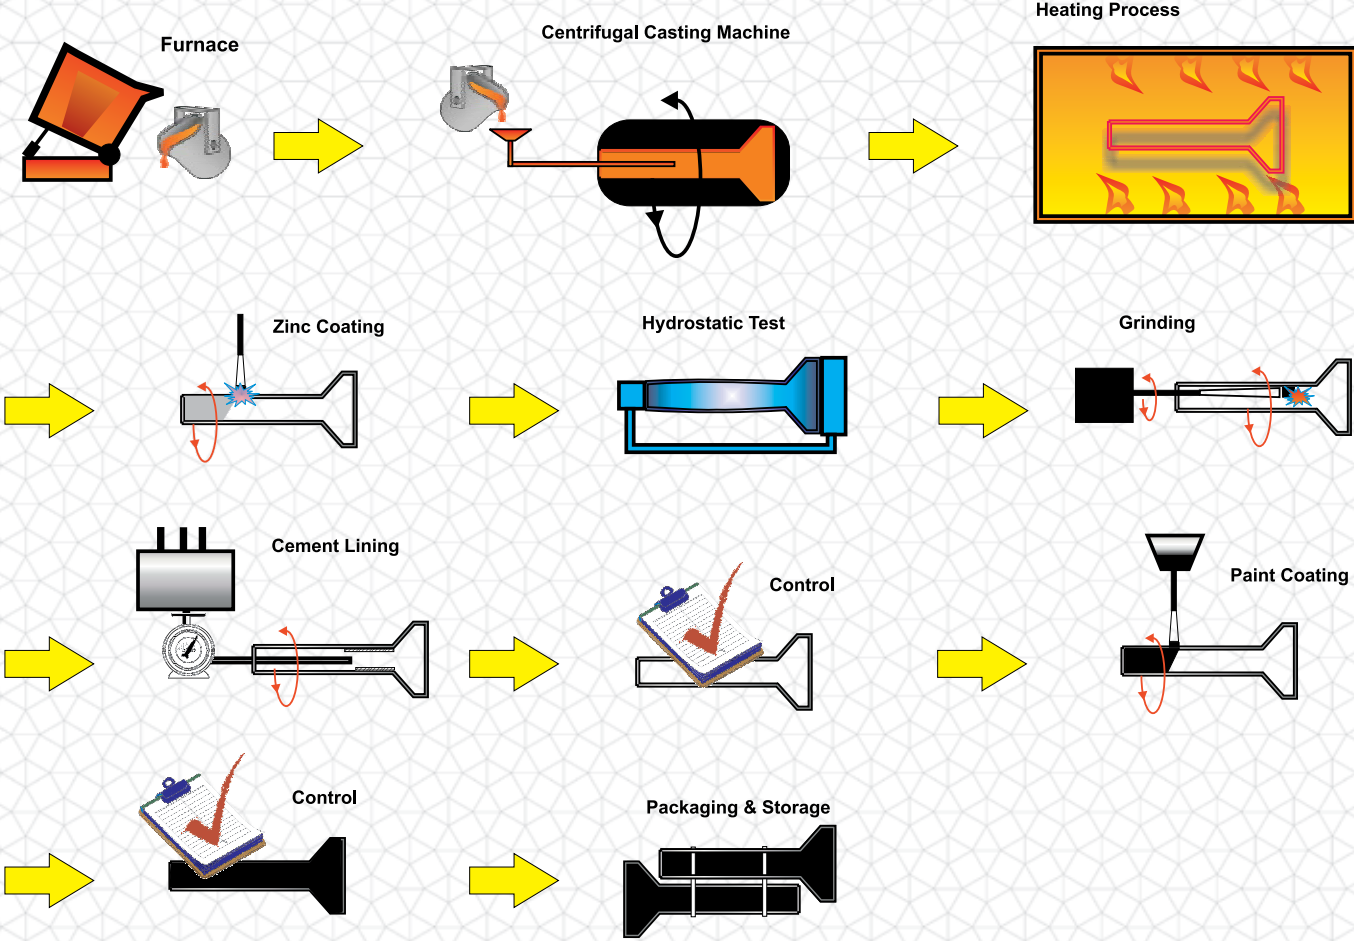 Heating Process
Furnace
Centrifugal Casting Machine
Zinc Coating
Hydrostatic Test
Grinding
Cement Lining
Control
Paint Coating
Control
Packaging & Storage